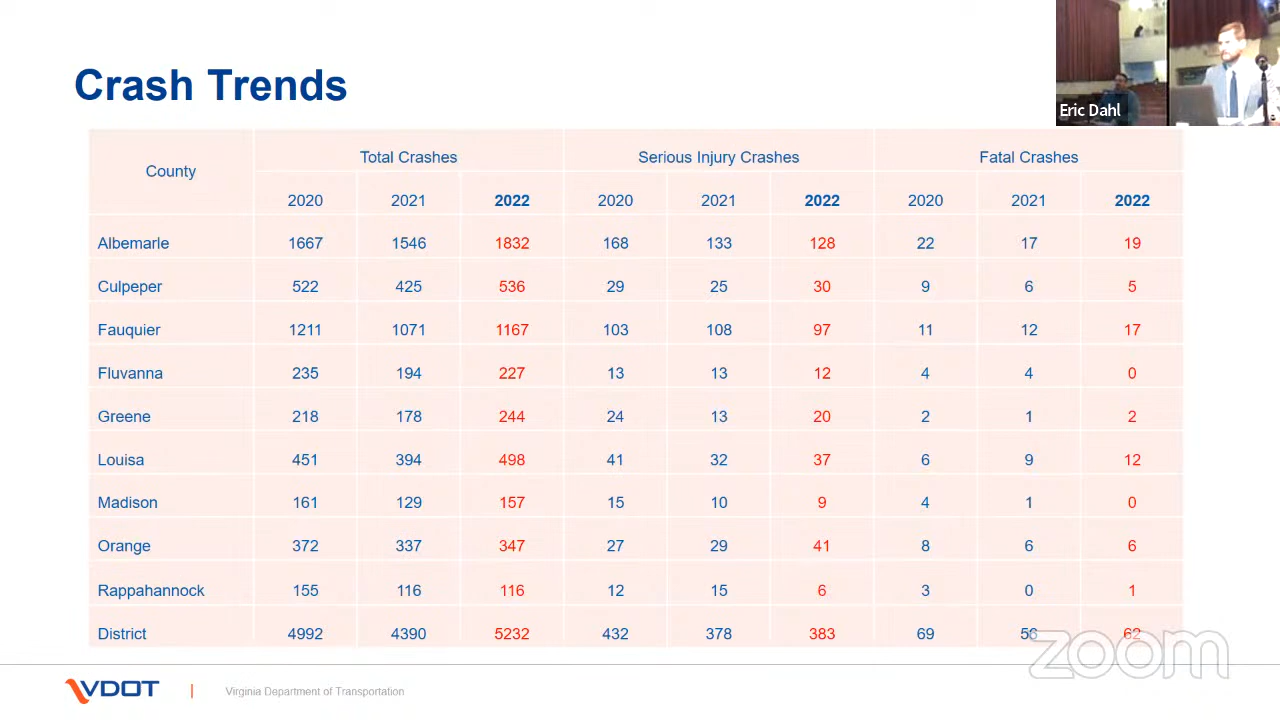 Crash Trends
Eric Dahl
County Total Crashes Serious Injury Crashes Fatal Crashes
2020 2021 2022 2020 2021 2022 2020 2021 2022
Albemarle 1667 1546 1832 168 133 128 22 17 19
Culpeper 522 425 536 29 25 30 9 6 5
Fauquier 1211 1071 1167 103 108 97 11 12 17
Fluvanna 235 194 227 13 13 12 4 4 0
Greene 218 178 244 24 13 20 2 1 2
Louisa 451 394 498 41 32 37 6 9 12
Madison 161 129 157 15 10 9 4 1 0
Orange 372 337 347 27 29 41 8 6 6
Rappahannock 155 116 116 12 15 6 3 0 1
District 4992 4390 5232 432 378 383 69 56 62
zoom
VDOT | Virginia Department of Transportation